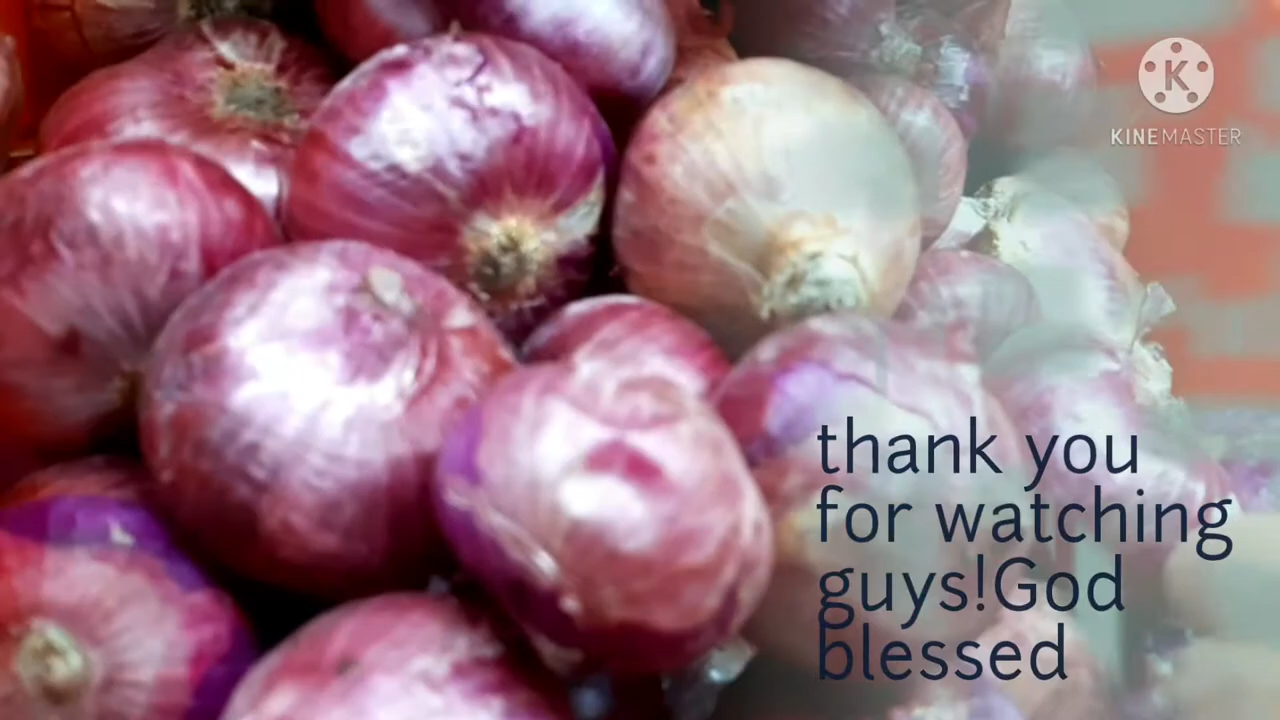 K
KINEMASTER
thank you
for watching
guys!God
blessed